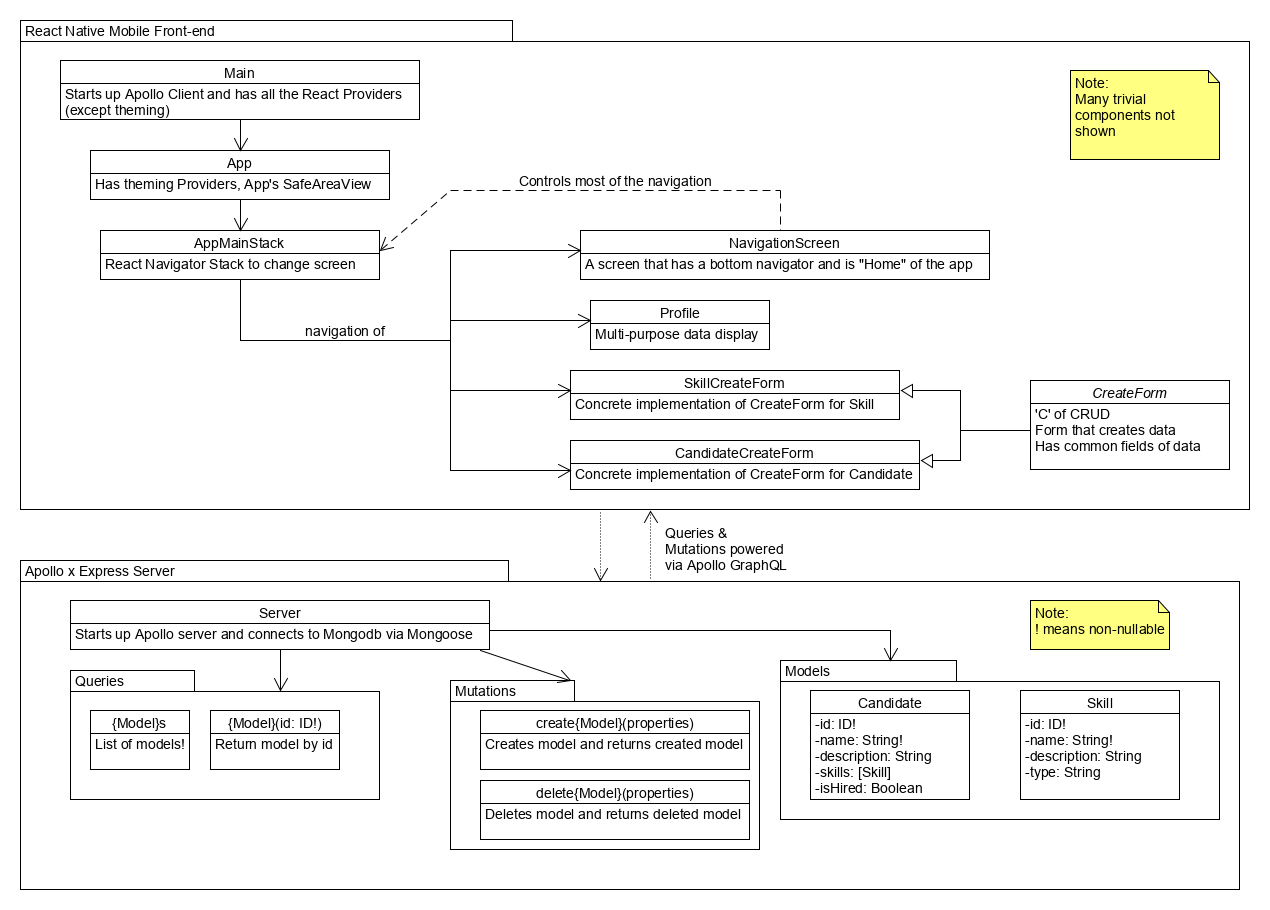 React Native Mobile Front-end
Main
Starts up Apollo Client and has all the React Providers
(except theming)
Note:
Many trivial
components not
shown
App
Has theming Providers, App's SafeAreaView
Controls most of the navigation
AppMainStack
React Navigator Stack to change screen
NavigationScreen
A screen that has a bottom navigator and is "Home" of the app
navigation of
Profile
Multi-purpose data display
SkillCreateForm
Concrete implementation of CreateForm for Skill
CreateForm
'C' of CRUD
Form that creates data
Has common fields of data
CandidateCreateForm
Concrete implementation of CreateForm for Candidate
Queries &
Mutations powered
via Apollo GraphQL
Apollo x Express Server
Server
Starts up Apollo server and connects to Mongodb via Mongoose
Note:
! means non-nullable
Queries
{Model}s
List of models!
{Model}(id: ID!)
Return model by id
Mutations
create{Model}(properties)
Creates model and returns created model
delete{Model}(properties)
Deletes model and returns deleted model
Models
Candidate
-id: ID!
-name: String!
-description: String
-skills: [Skill]
-isHired: Boolean
Skill
-id: ID!
-name: String!
-description: String
-type: String